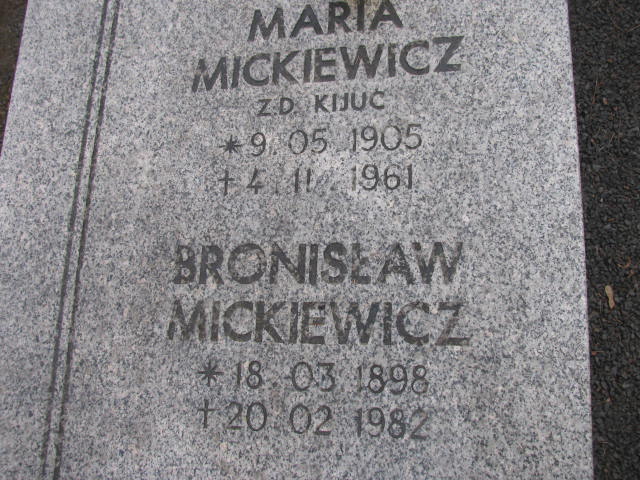 MARIA
MICKIEWICZ
Z.D. KIJUC
* 9. 05 1905
† 4. 11. 1961
BRONISŁAW
MICKIEWICZ
* 18. 03 1898
† 20 02 1982